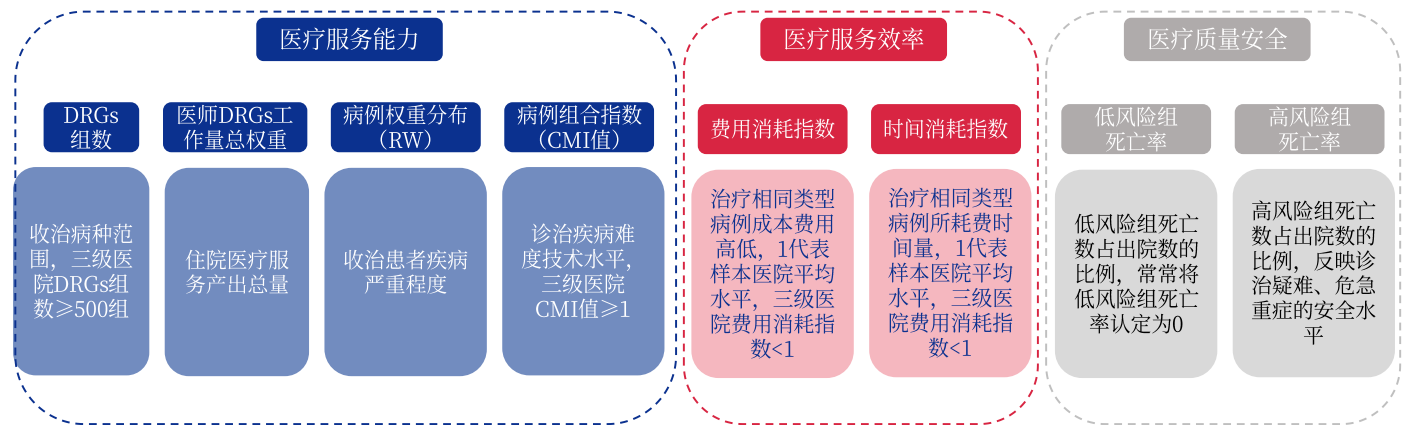 医疗服务能力
DRGs
组数
医师DRGs工
作量总权重
病例权重分布
（RW）
病例组合指数
（CMI值）
收治病种范
围，三级医
院DRGs组
数≥500组
住院医疗服
务产出总量
收治患者疾病
严重程度
诊治疾病难
度技术水平，
三级医院
CMI值≥1
医疗服务效率
费用消耗指数
时间消耗指数
治疗相同类型
病例成本费用
高低，1代表
样本医院平均
水平，三级医
院费用消耗指
数<1
治疗相同类型
病例所耗费时
间量，1代表
样本医院平均
水平，三级医
院费用消耗指
数<1
医疗质量安全
低风险组
死亡率
高风险组
死亡率
低风险组死亡
数占出院数的
比例，常常将
低风险组死亡
率认定为0
高风险组死亡
数占出院数的
比例，反映诊
治疑难、危急
重症的安全水
平